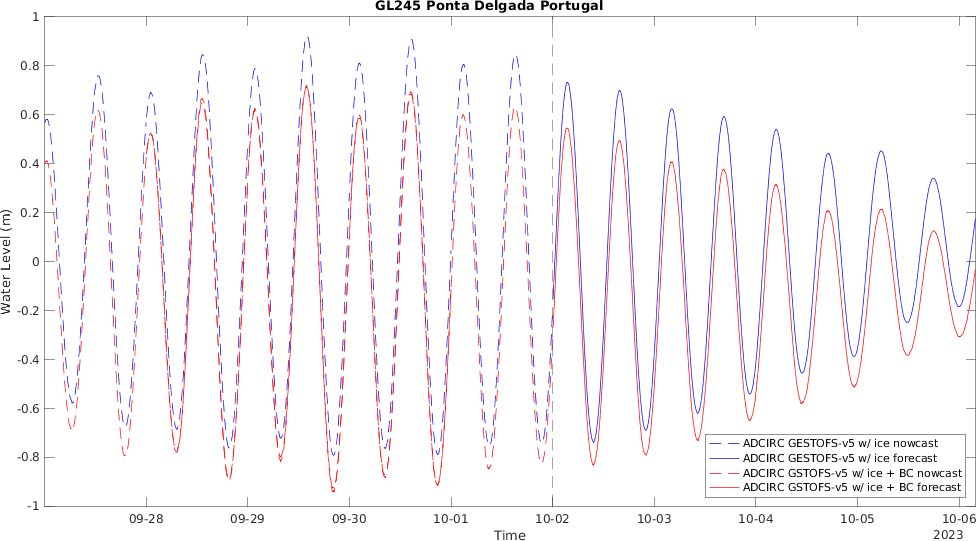 GL245 Ponta Delgada Portugal
1
0.8
0.6
0.4
0.2
0
-0.2
-0.4
-0.6
-0.8
-1
Water Level (m)
ADCIRC GESTOFS-v5 w/ ice nowcast
ADCIRC GESTOFS-v5 w/ ice forecast
ADCIRC GSTOFS-v5 w/ ice + BC nowcast
ADCIRC GSTOFS-v5 w/ ice + BC forecast
09-28 09-29 09-30 10-01 10-02 10-03 10-04 10-05 10-06
Time
2023